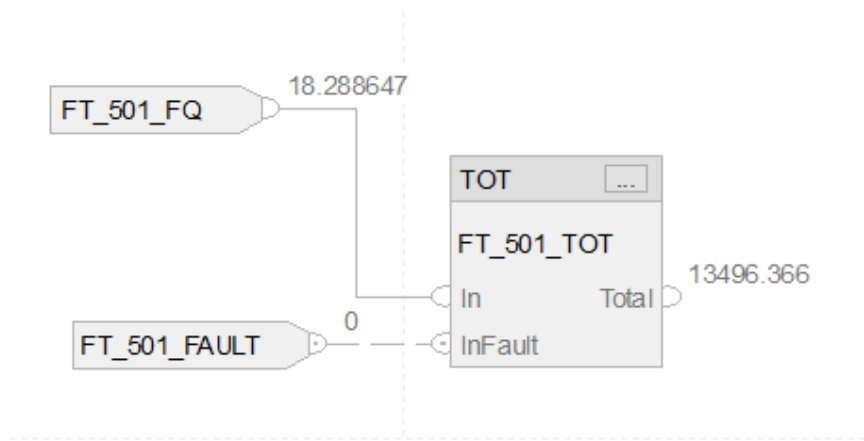 18.288647
FT_501_FQ
TOT
...
FT_501_TOT
13496.366
In
Total
0
FT_501_FAULT
InFault